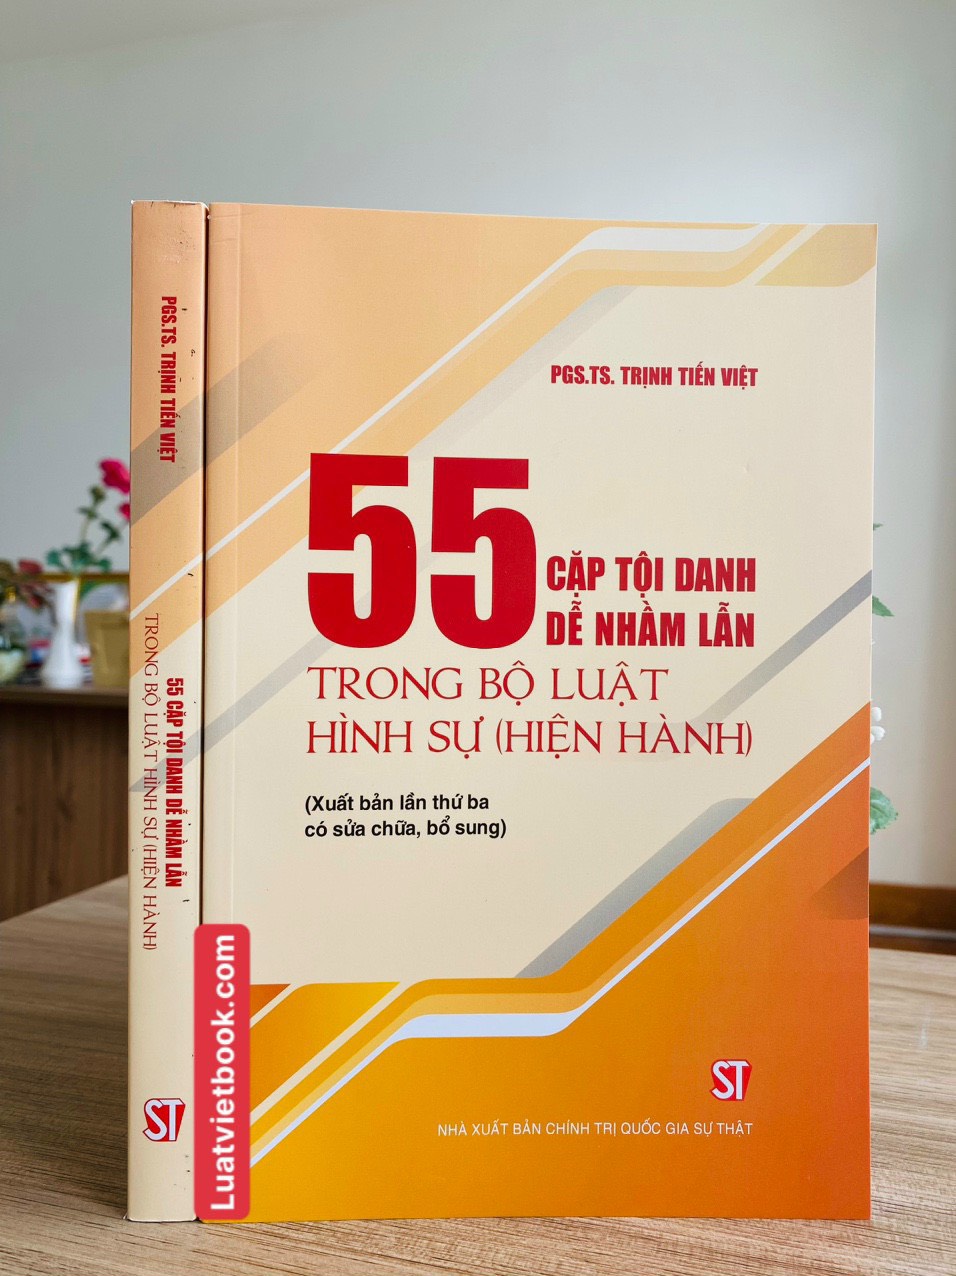 PGS.TS. TRỊNH TIẾN VIỆT
55 CẶP TỘI DANH DỄ NHẦM LẪN
TRONG BỘ LUẬT HÌNH SỰ (HIỆN HÀNH)
ST
PGS.TS. TRỊNH TIẾN VIỆT
55
CẶP TỘI DANH
DỄ NHẦM LẪN
TRONG BỘ LUẬT
HÌNH SỰ (HIỆN HÀNH)
(Xuất bản lần thứ ba
có sửa chữa, bổ sung)
ST
NHÀ XUẤT BẢN CHÍNH TRỊ QUỐC GIA SỰ THẬT
Luatvietbook.com